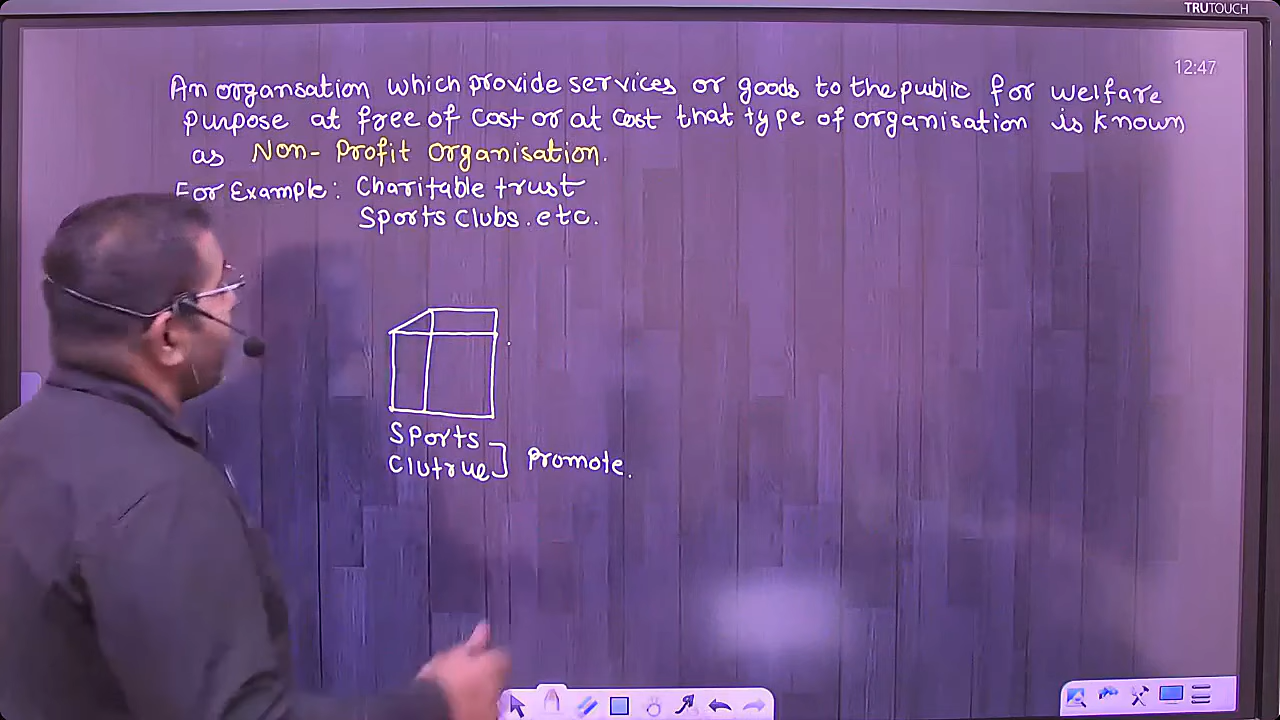 TRUTOUCH
12:47
An organsation which provide services or goods to the public for welfare
purpose at free of cost or at cost that type of organisation is known
as Non-Profit Organisation.
For Example: Charitable trust
Sports Clubs. etc.
Sports
Clutrue
Promote.